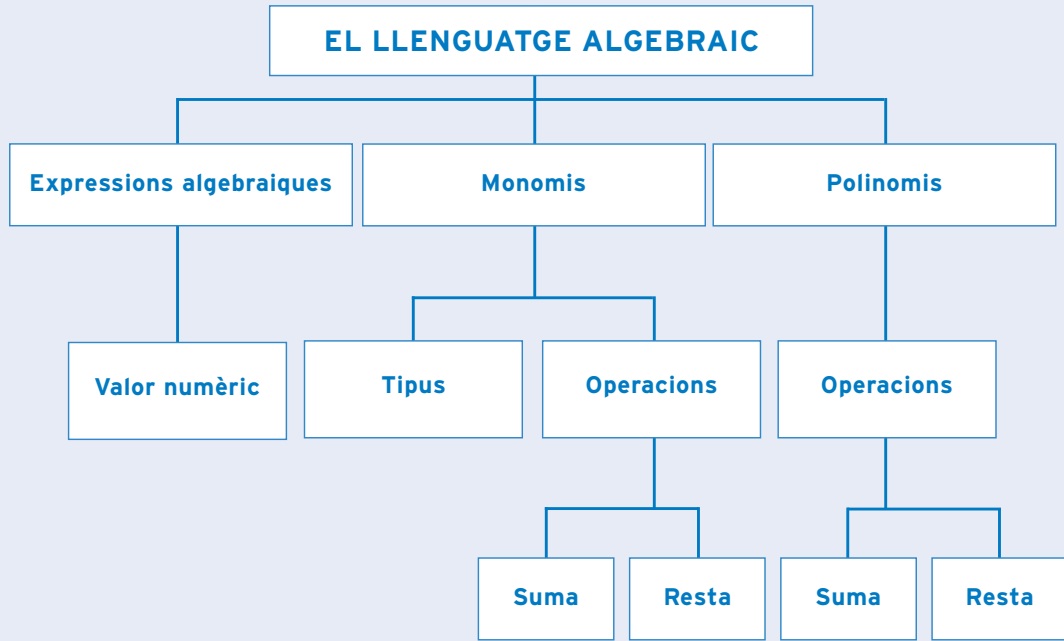 EL LLENGUATGE ALGEBRAIC
Expressions algebraiques
Monomis
Polinomis
Valor numèric
Tipus
Operacions
Operacions
Suma
Resta
Suma
Resta